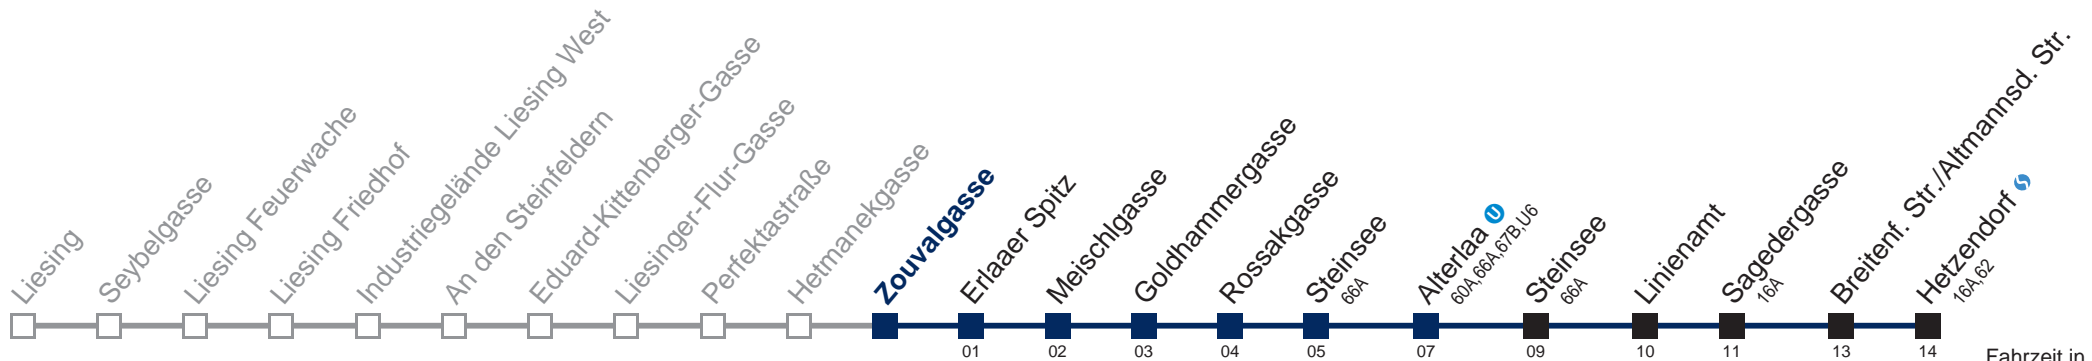 Liesing
Seybelgasse
Liesing Feuerwache
Liesing Friedhof
Industriegelände Liesing West
An den Steinfeldern
Eduard-Kittenberger-Gasse
Liesinger-Flur-Gasse
Perfektastraße
Hetmanekgasse
Zouvalgasse
Erlaaer Spitz
Meischlgasse
Goldhammergasse
Rossakgasse
Steinsee
66A
Alterlaa U
60A,66A,67B,U6
Steinsee
66A
Linienamt
Sagedergasse
16A
Breitenf. Str./Altmannsd. Str.
Hetzendorf S
16A,62
01 02 03 04 05 07 09 10 11 13 14
Fahrzeit in